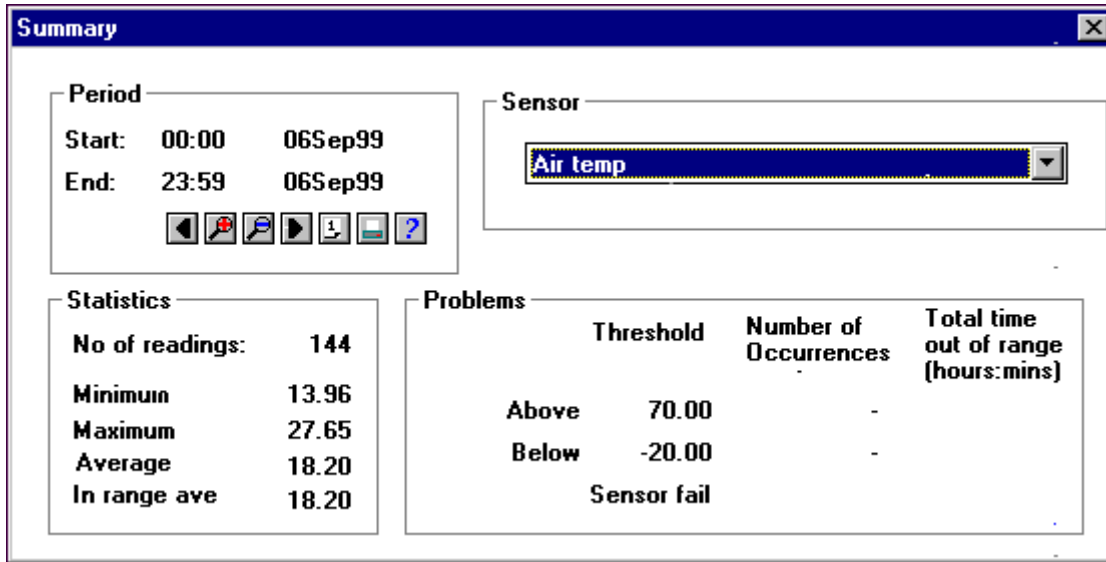 Summary
Period
Start: 00:00 06Sep99
End: 23:59 06Sep99
1
?
Sensor
Air temp
Statistics
No of readings: 144
Minimum 13.96
Maximum 27.65
Average 18.20
In range ave 18.20
Problems
Threshold
Number of
Occurrences
Total time
out of range
(hours:mins)
Above 70.00 -
Below -20.00 -
Sensor fail